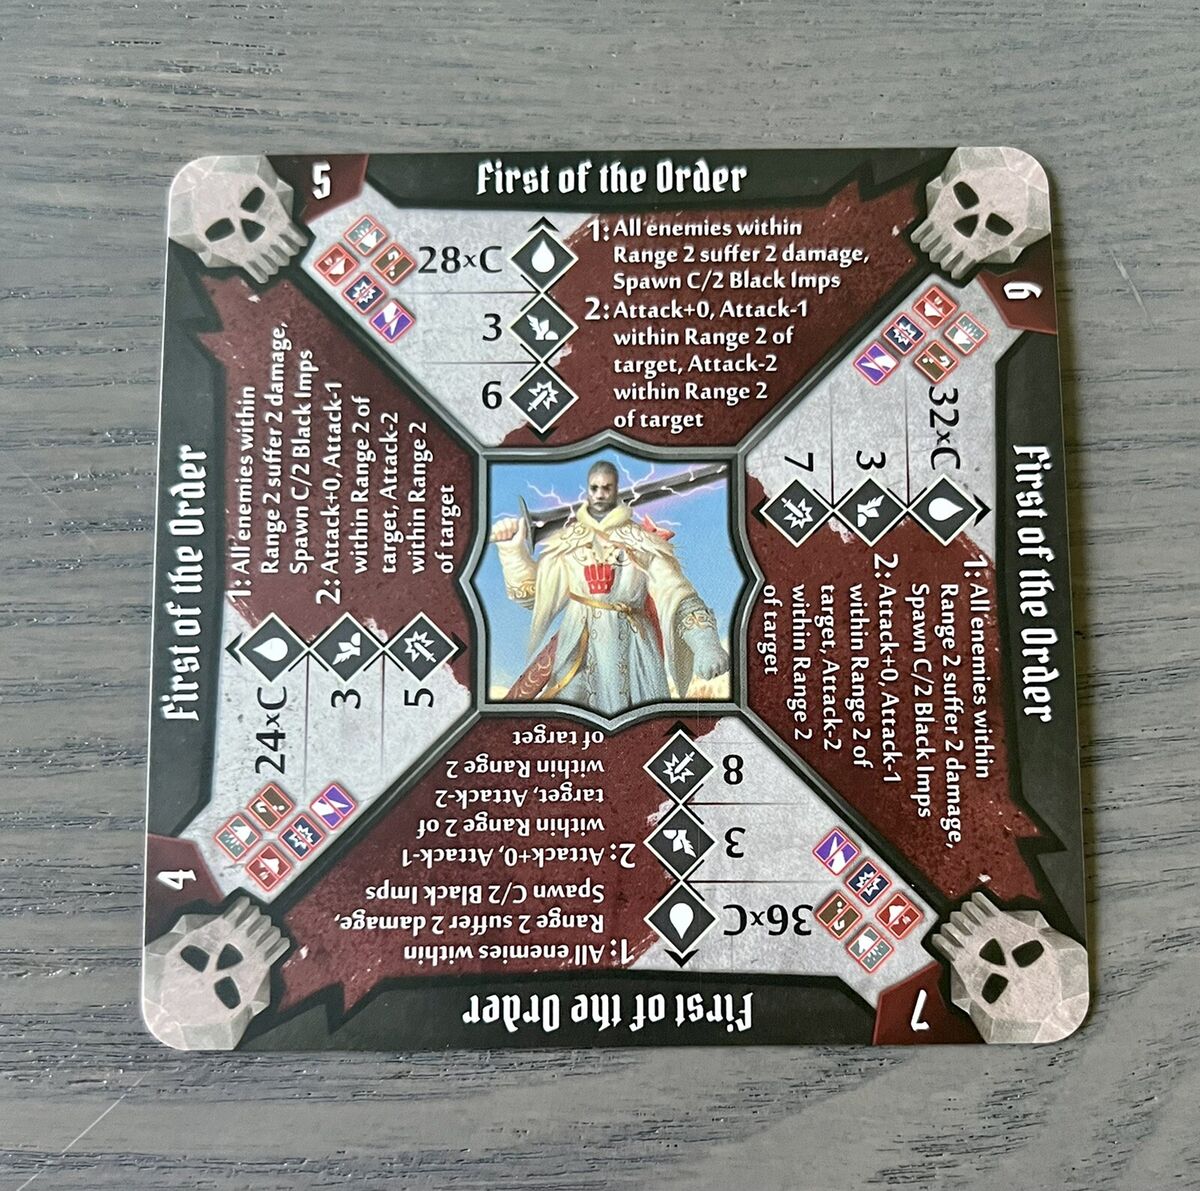 5
First of the Order
28xC
3
6
1: All enemies within
Range 2 suffer 2 damage,
Spawn C/2 Black Imps
2: Attack+0, Attack-1
within Range 2 of
target, Attack-2
within Range 2
of target
6
First of the Order
32xC
3
7
1: All enemies within
Range 2 suffer 2 damage,
Spawn C/2 Black Imps
2: Attack+0, Attack-1
within Range 2 of
target, Attack-2
within Range 2
of target
7
First of the Order
36xC
3
8
1: All enemies within
Range 2 suffer 2 damage,
Spawn C/2 Black Imps
2: Attack+0, Attack-1
within Range 2 of
target, Attack-2
within Range 2
of target
4
First of the Order
24xC
3
5
1: All enemies within
Range 2 suffer 2 damage,
Spawn C/2 Black Imps
2: Attack+0, Attack-1
within Range 2 of
target, Attack-2
within Range 2
of target